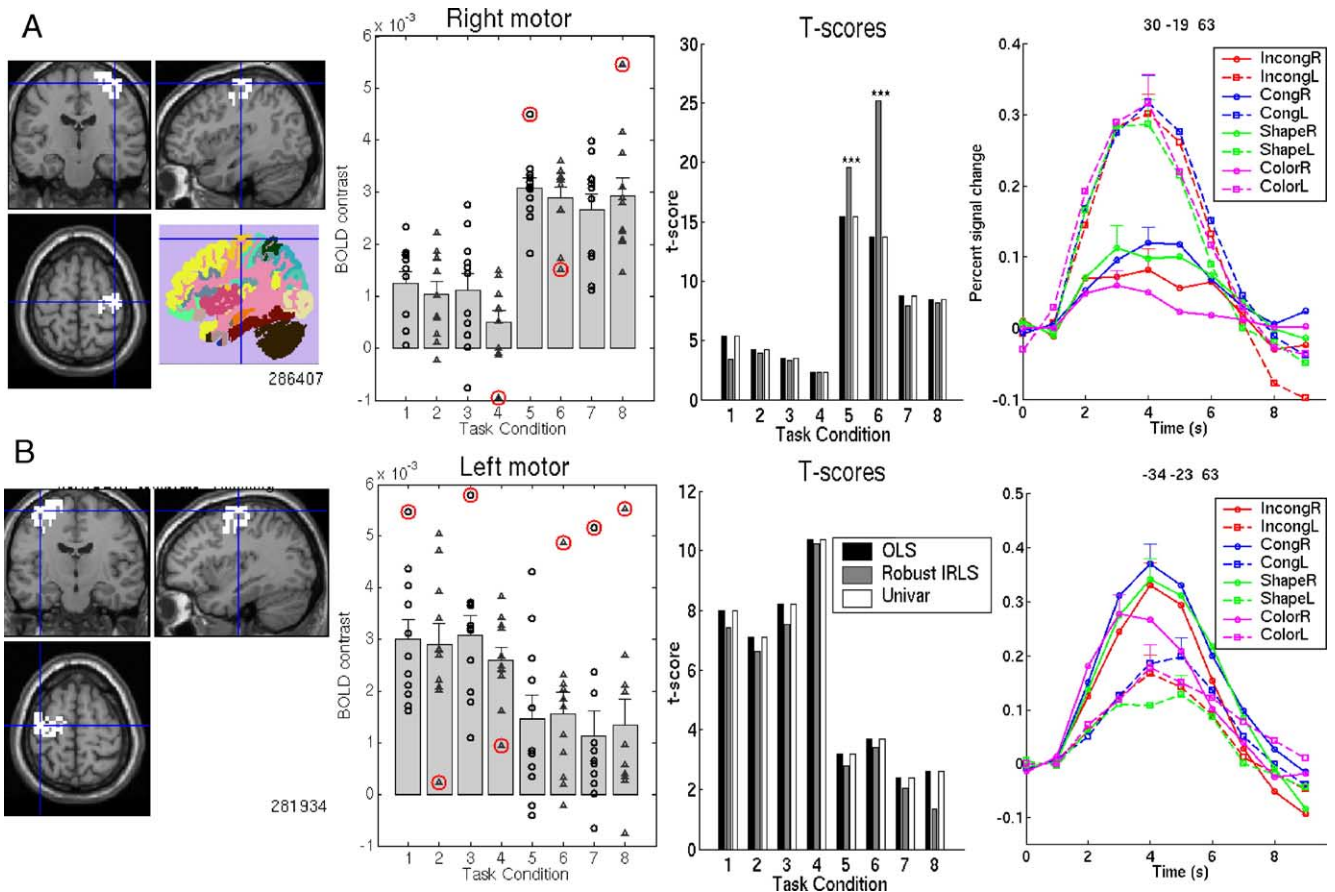 A
Right motor
× 10⁻³
6
5
4
3
2
1
0
-1
BOLD contrast
1 2 3 4 5 6 7 8
Task Condition
286407
T-scores
30
25
20
15
10
5
0
t-score
***
***
1 2 3 4 5 6 7 8
Task Condition
30 -19 63
0.4
0.3
0.2
0.1
0
-0.1
Percent signal change
IncongR
IncongL
CongR
CongL
ShapeR
ShapeL
ColorR
ColorL
0 2 4 6 8
Time (s)
B
Left motor
× 10⁻³
6
5
4
3
2
1
0
-1
BOLD contrast
1 2 3 4 5 6 7 8
Task Condition
281934
T-scores
12
10
8
6
4
2
0
t-score
OLS
Robust IRLS
Univar
1 2 3 4 5 6 7 8
Task Condition
-34 -23 63
0.5
0.4
0.3
0.2
0.1
0
-0.1
IncongR
IncongL
CongR
CongL
ShapeR
ShapeL
ColorR
ColorL
0 2 4 6 8
Time (s)